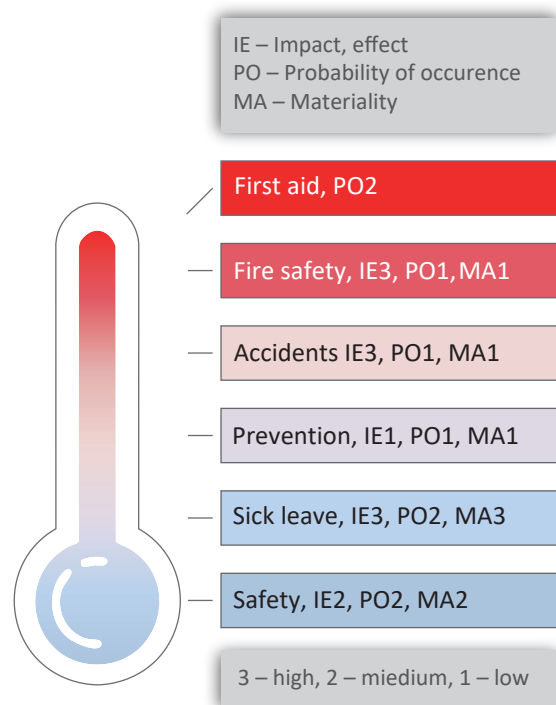 IE – Impact, effect
PO – Probability of occurence
MA – Materiality
First aid, PO2
Fire safety, IE3, PO1,MA1
Accidents IE3, PO1, MA1
Prevention, IE1, PO1, MA1
Sick leave, IE3, PO2, MA3
Safety, IE2, PO2, MA2
3 – high, 2 – miedium, 1 – low